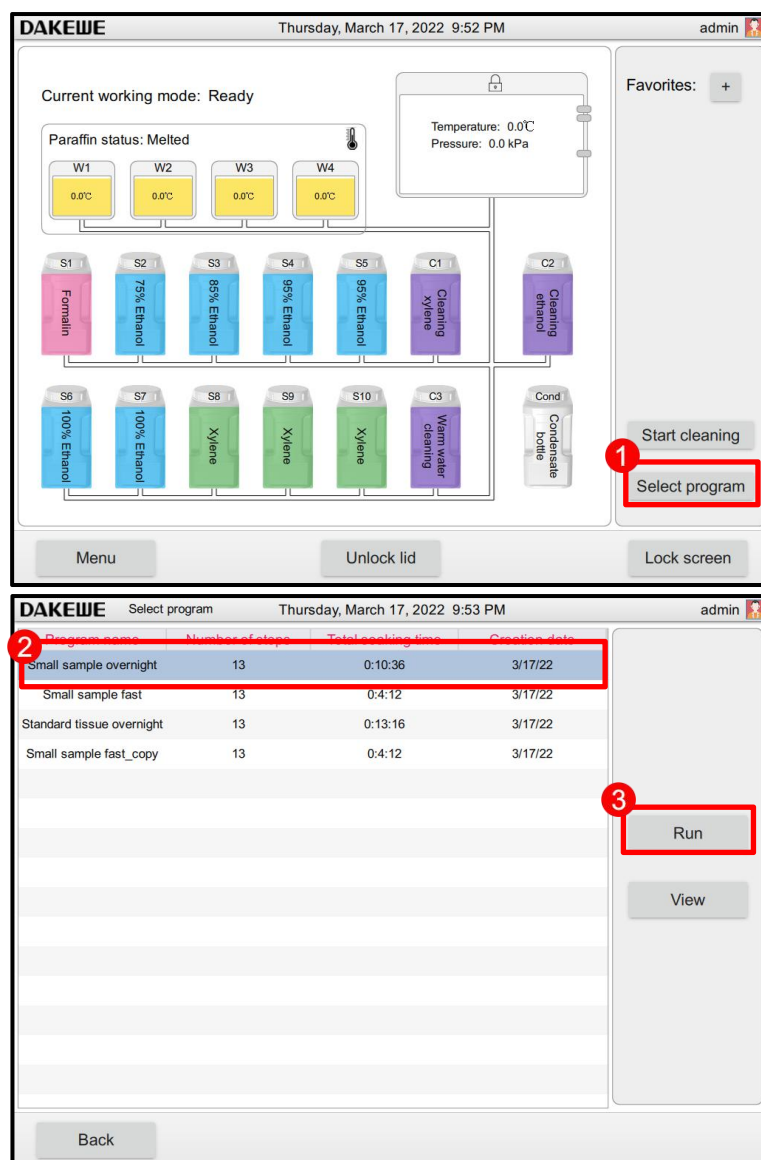 DAKEWE Thursday, March 17, 2022 9:52 PM admin
Current working mode: Ready
Favorites: +
Temperature: 0.0℃
Pressure: 0.0 kPa
Paraffin status: Melted
W1 W2 W3 W4
0.0℃ 0.0℃ 0.0℃ 0.0℃
S1 S2 S3 S4 S5 C1 C2
Formalin
75% Ethanol
85% Ethanol
95% Ethanol
95% Ethanol
Cleaning
xylene
Cleaning
ethanol
S6 S7 S8 S9 S10 C3 Cond
100% Ethanol
100% Ethanol
Xylene
Xylene
Xylene
Warm water
cleaning
Condensate
bottle
Start cleaning
1
Select program
Menu Unlock lid Lock screen
DAKEWE Select program Thursday, March 17, 2022 9:53 PM admin
Program name Number of steps Total soaking time Creation date
2
Small sample overnight 13 0:10:36 3/17/22
Small sample fast 13 0:4:12 3/17/22
Standard tissue overnight 13 0:13:16 3/17/22
Small sample fast_copy 13 0:4:12 3/17/22
3
Run
View
Back